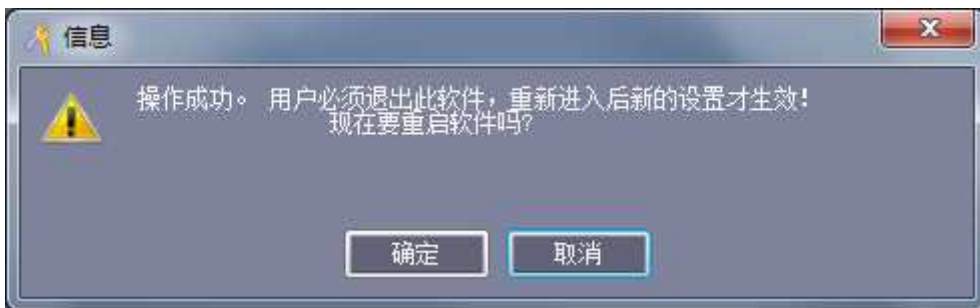 信息
操作成功。 用户必须退出此软件，重新进入后新的设置才生效！
现在要重启软件吗？
确定
取消